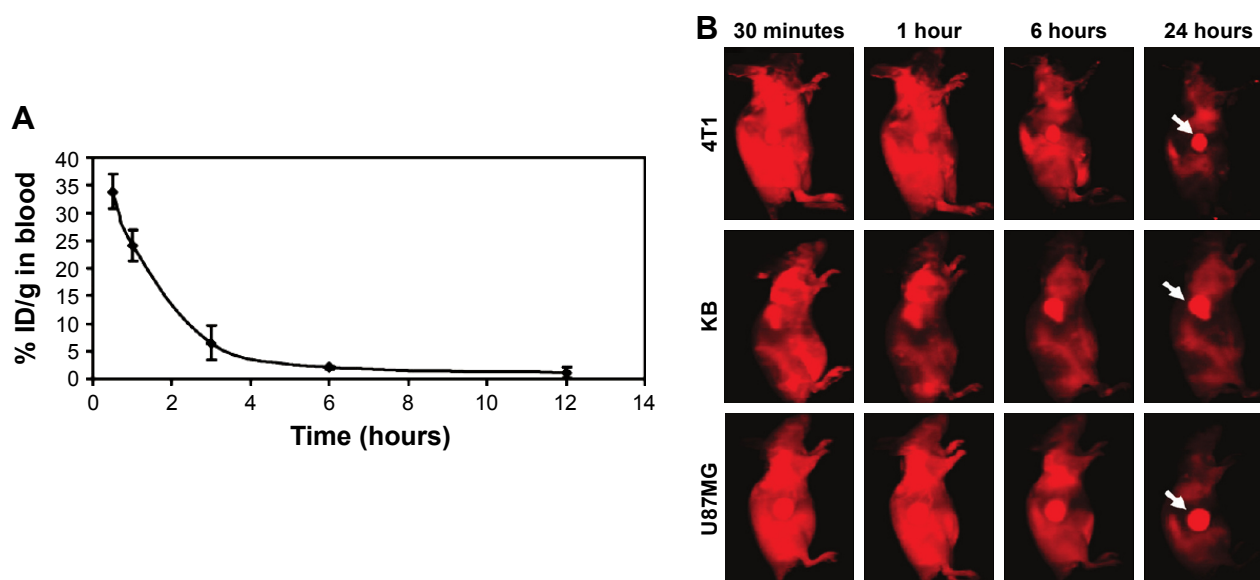 A
% ID/g in blood
40
35
30
25
20
15
10
5
0
0 2 4 6 8 10 12 14
Time (hours)
B
30 minutes 1 hour 6 hours 24 hours
4T1
KB
U87MG